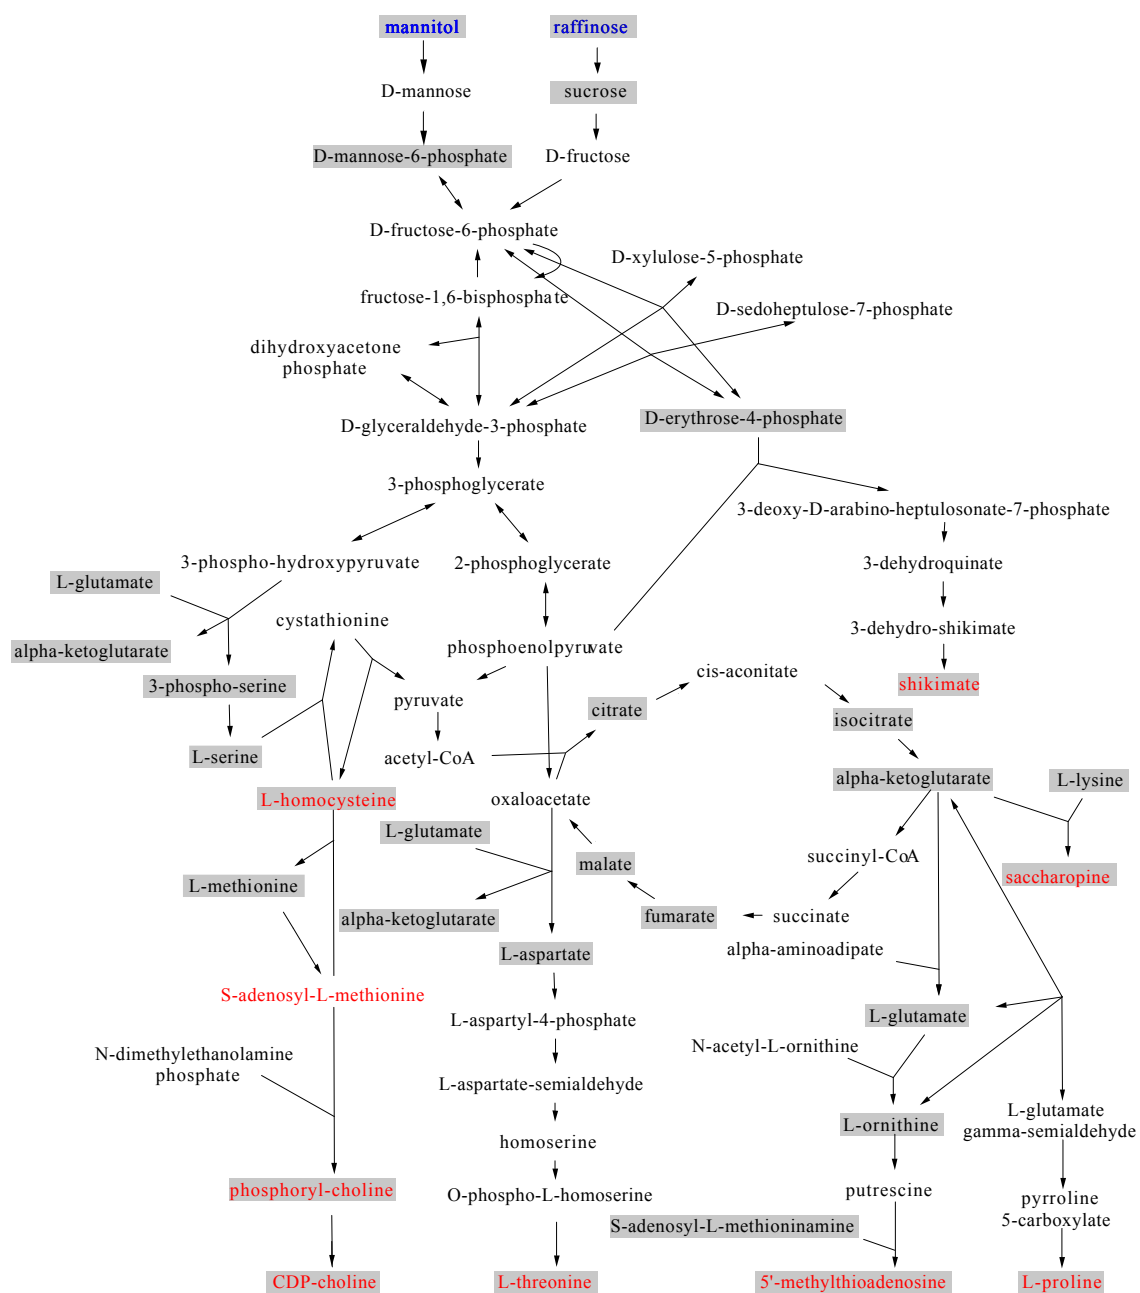 mannitol
raffinose
D-mannose
sucrose
D-mannose-6-phosphate
D-fructose
D-fructose-6-phosphate
D-xylulose-5-phosphate
fructose-1,6-bisphosphate
D-sedoheptulose-7-phosphate
dihydroxyacetone
phosphate
D-glyceraldehyde-3-phosphate
D-erythrose-4-phosphate
3-phosphoglycerate
3-deoxy-D-arabino-heptulosonate-7-phosphate
3-phospho-hydroxypyruvate
2-phosphoglycerate
3-dehydroquinate
L-glutamate
cystathionine
3-dehydro-shikimate
alpha-ketoglutarate
phosphoenolpyruvate
cis-aconitate
3-phospho-serine
pyruvate
citrate
shikimate
isocitrate
L-serine
acetyl-CoA
alpha-ketoglutarate
L-lysine
L-homocysteine
oxaloacetate
L-glutamate
malate
succinyl-CoA
saccharopine
L-methionine
alpha-ketoglutarate
fumarate
succinate
L-aspartate
alpha-aminoadipate
S-adenosyl-L-methionine
L-aspartyl-4-phosphate
L-glutamate
N-acetyl-L-ornithine
N-dimethylethanolamine
phosphate
L-aspartate-semialdehyde
L-ornithine
L-glutamate
gamma-semialdehyde
homoserine
phosphoryl-choline
O-phospho-L-homoserine
putrescine
pyrroline
5-carboxylate
S-adenosyl-L-methioninamine
CDP-choline
L-threonine
5'-methylthioadenosine
L-proline